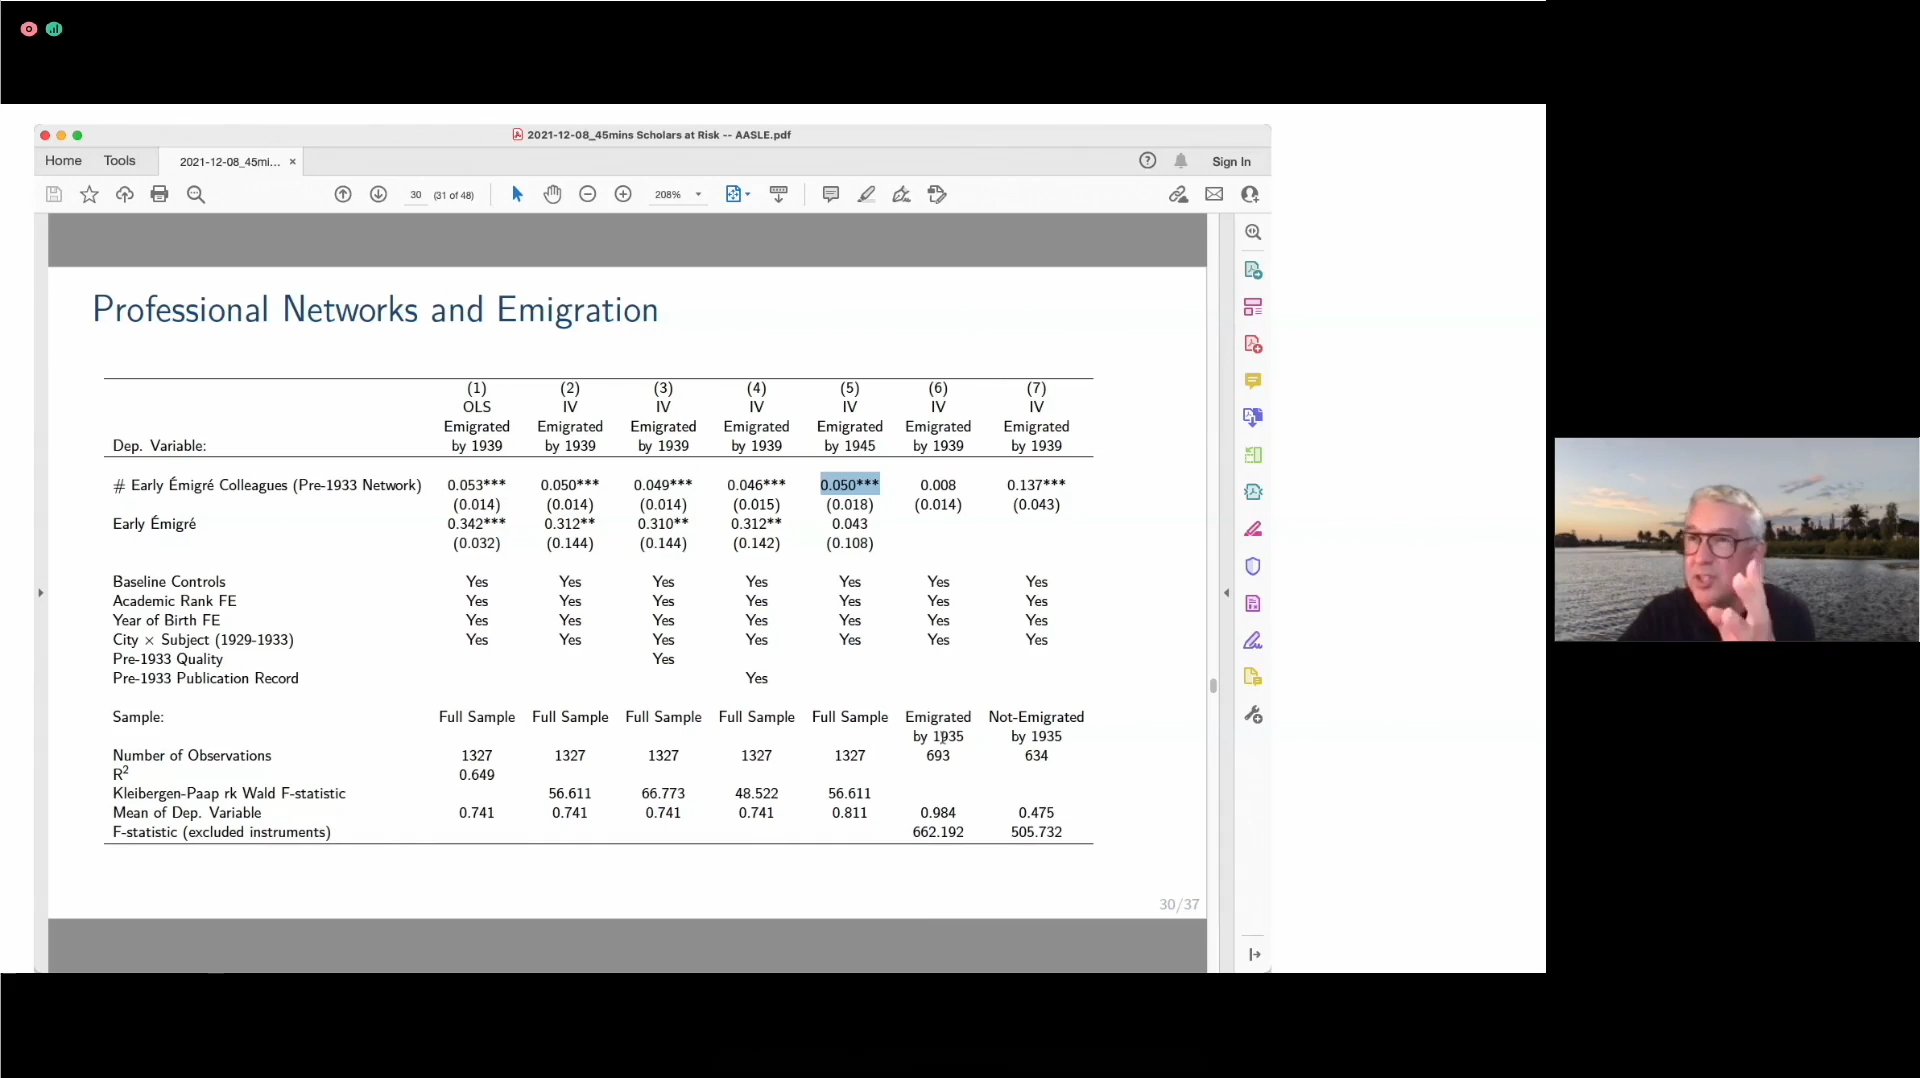 2021-12-08_45mins Scholars at Risk -- AASLE.pdf
Home Tools 2021-12-08_45mi... × Sign In
30 (31 of 48) 208%
Professional Networks and Emigration
(1) (2) (3) (4) (5) (6) (7)
OLS IV IV IV IV IV IV
Emigrated Emigrated Emigrated Emigrated Emigrated Emigrated Emigrated
Dep. Variable: by 1939 by 1939 by 1939 by 1939 by 1945 by 1939 by 1939
# Early Émigré Colleagues (Pre-1933 Network) 0.053*** 0.050*** 0.049*** 0.046*** 0.050*** 0.008 0.137***
(0.014) (0.014) (0.014) (0.015) (0.018) (0.014) (0.043)
Early Émigré 0.342*** 0.312** 0.310** 0.312** 0.043
(0.032) (0.144) (0.144) (0.142) (0.108)
Baseline Controls Yes Yes Yes Yes Yes Yes Yes
Academic Rank FE Yes Yes Yes Yes Yes Yes Yes
Year of Birth FE Yes Yes Yes Yes Yes Yes Yes
City × Subject (1929-1933) Yes Yes Yes Yes Yes Yes Yes
Pre-1933 Quality Yes
Pre-1933 Publication Record Yes
Sample: Full Sample Full Sample Full Sample Full Sample Full Sample Emigrated Not-Emigrated
by 1935 by 1935
Number of Observations 1327 1327 1327 1327 1327 693 634
R² 0.649
Kleibergen-Paap rk Wald F-statistic 56.611 66.773 48.522 56.611
Mean of Dep. Variable 0.741 0.741 0.741 0.741 0.811 0.984 0.475
F-statistic (excluded instruments) 662.192 505.732
30/37